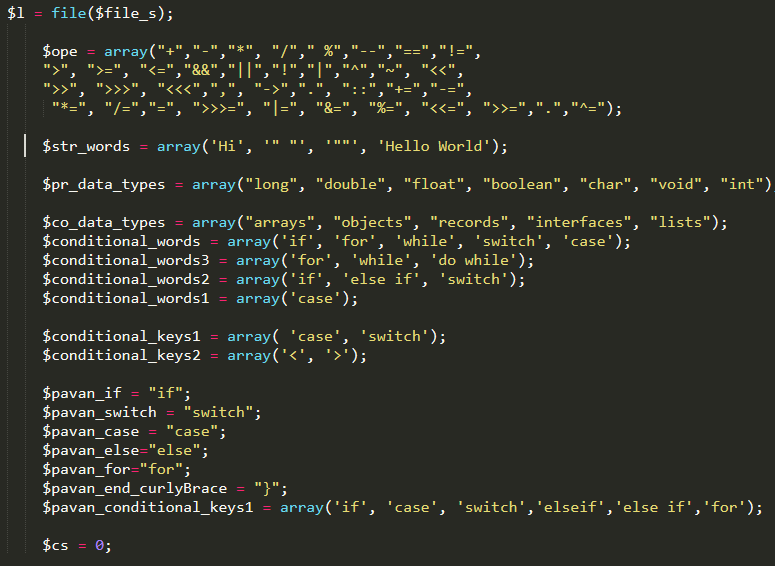 $l = file($file_s);
$ope = array("+","-","*", "/"," %","--","==","!=",
">", ">=", "<=","&&","||","!","|","^","~", "<<",
">>", ">>>", "<<<",",", "->",".", "::","+=","-=",
"*=", "/=","=", ">>>=", "|=", "&=", "%=", "<<=", ">>=",".","^=");
$str_words = array('Hi', '" "', '""', 'Hello World');
$pr_data_types = array("long", "double", "float", "boolean", "char", "void", "int")
$co_data_types = array("arrays", "objects", "records", "interfaces", "lists");
$conditional_words = array('if', 'for', 'while', 'switch', 'case');
$conditional_words3 = array('for', 'while', 'do while');
$conditional_words2 = array('if', 'else if', 'switch');
$conditional_words1 = array('case');
$conditional_keys1 = array( 'case', 'switch');
$conditional_keys2 = array('<', '>');
$pavan_if = "if";
$pavan_switch = "switch";
$pavan_case = "case";
$pavan_else="else";
$pavan_for="for";
$pavan_end_curlyBrace = "}";
$pavan_conditional_keys1 = array('if', 'case', 'switch','elseif','else if','for');
$cs = 0;